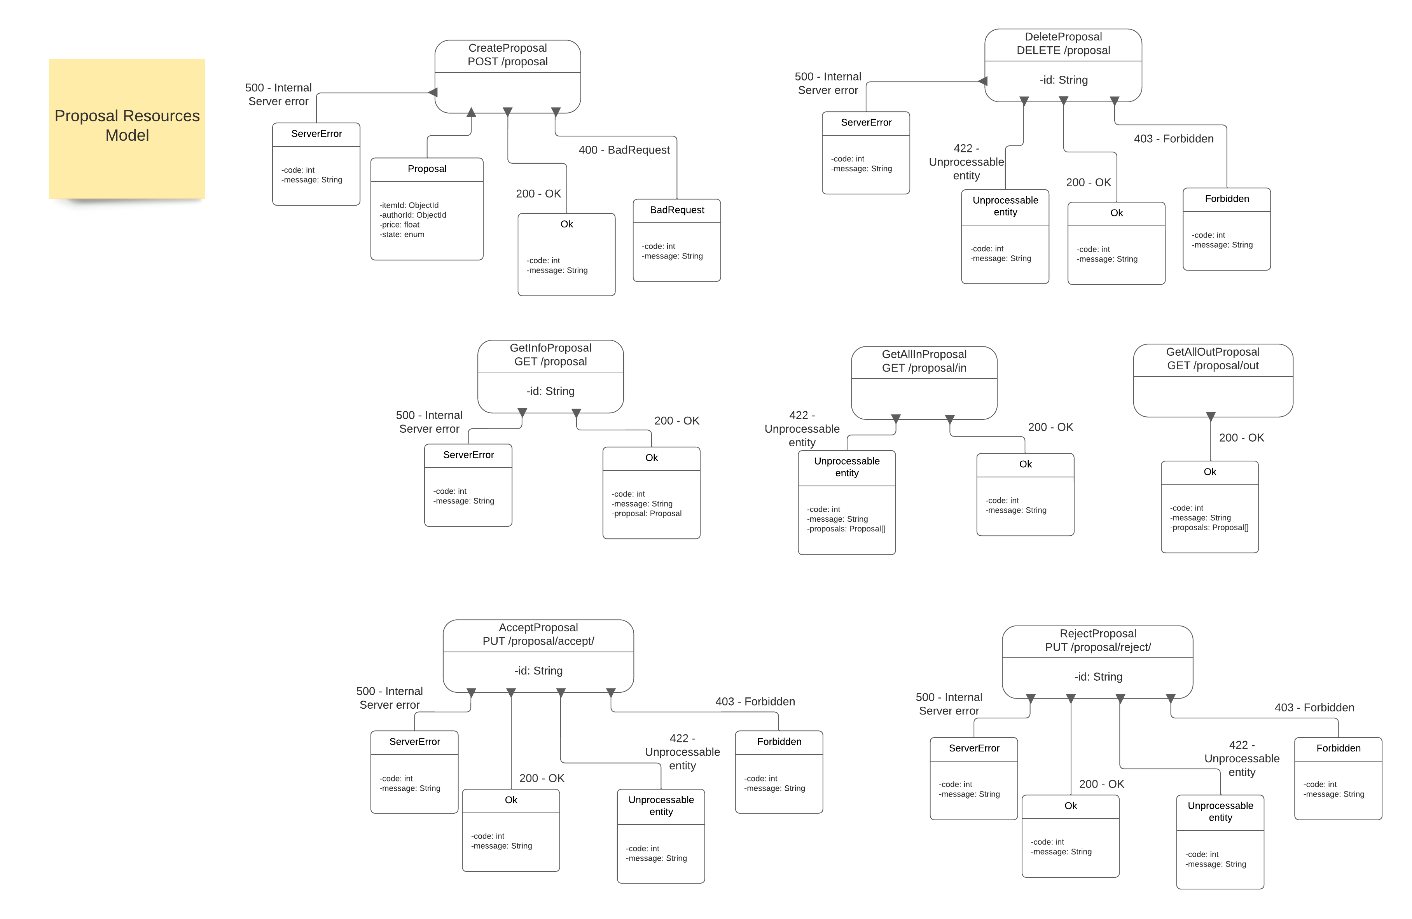 Proposal Resources
Model
CreateProposal
POST /proposal
500 - Internal
Server error
ServerError
-code: int
-message: String
Proposal
-itemId: ObjectId
-authorId: ObjectId
-price: float
-state: enum
200 - OK
Ok
-code: int
-message: String
400 - BadRequest
BadRequest
-code: int
-message: String
DeleteProposal
DELETE /proposal
-id: String
500 - Internal
Server error
ServerError
-code: int
-message: String
422 -
Unprocessable
entity
Unprocessable
entity
-code: int
-message: String
200 - OK
Ok
-code: int
-message: String
403 - Forbidden
Forbidden
-code: int
-message: String
GetInfoProposal
GET /proposal
-id: String
500 - Internal
Server error
ServerError
-code: int
-message: String
200 - OK
Ok
-code: int
-message: String
-proposal: Proposal
GetAllInProposal
GET /proposal/in
422 -
Unprocessable
entity
Unprocessable
entity
-code: int
-message: String
-proposals: Proposal[]
200 - OK
Ok
-code: int
-message: String
GetAllOutProposal
GET /proposal/out
200 - OK
Ok
-code: int
-message: String
-proposals: Proposal[]
AcceptProposal
PUT /proposal/accept/
-id: String
500 - Internal
Server error
ServerError
-code: int
-message: String
200 - OK
Ok
-code: int
-message: String
422 -
Unprocessable
entity
Unprocessable
entity
-code: int
-message: String
403 - Forbidden
Forbidden
-code: int
-message: String
RejectProposal
PUT /proposal/reject/
-id: String
500 - Internal
Server error
ServerError
-code: int
-message: String
200 - OK
Ok
-code: int
-message: String
422 -
Unprocessable
entity
Unprocessable
entity
-code: int
-message: String
403 - Forbidden
Forbidden
-code: int
-message: String